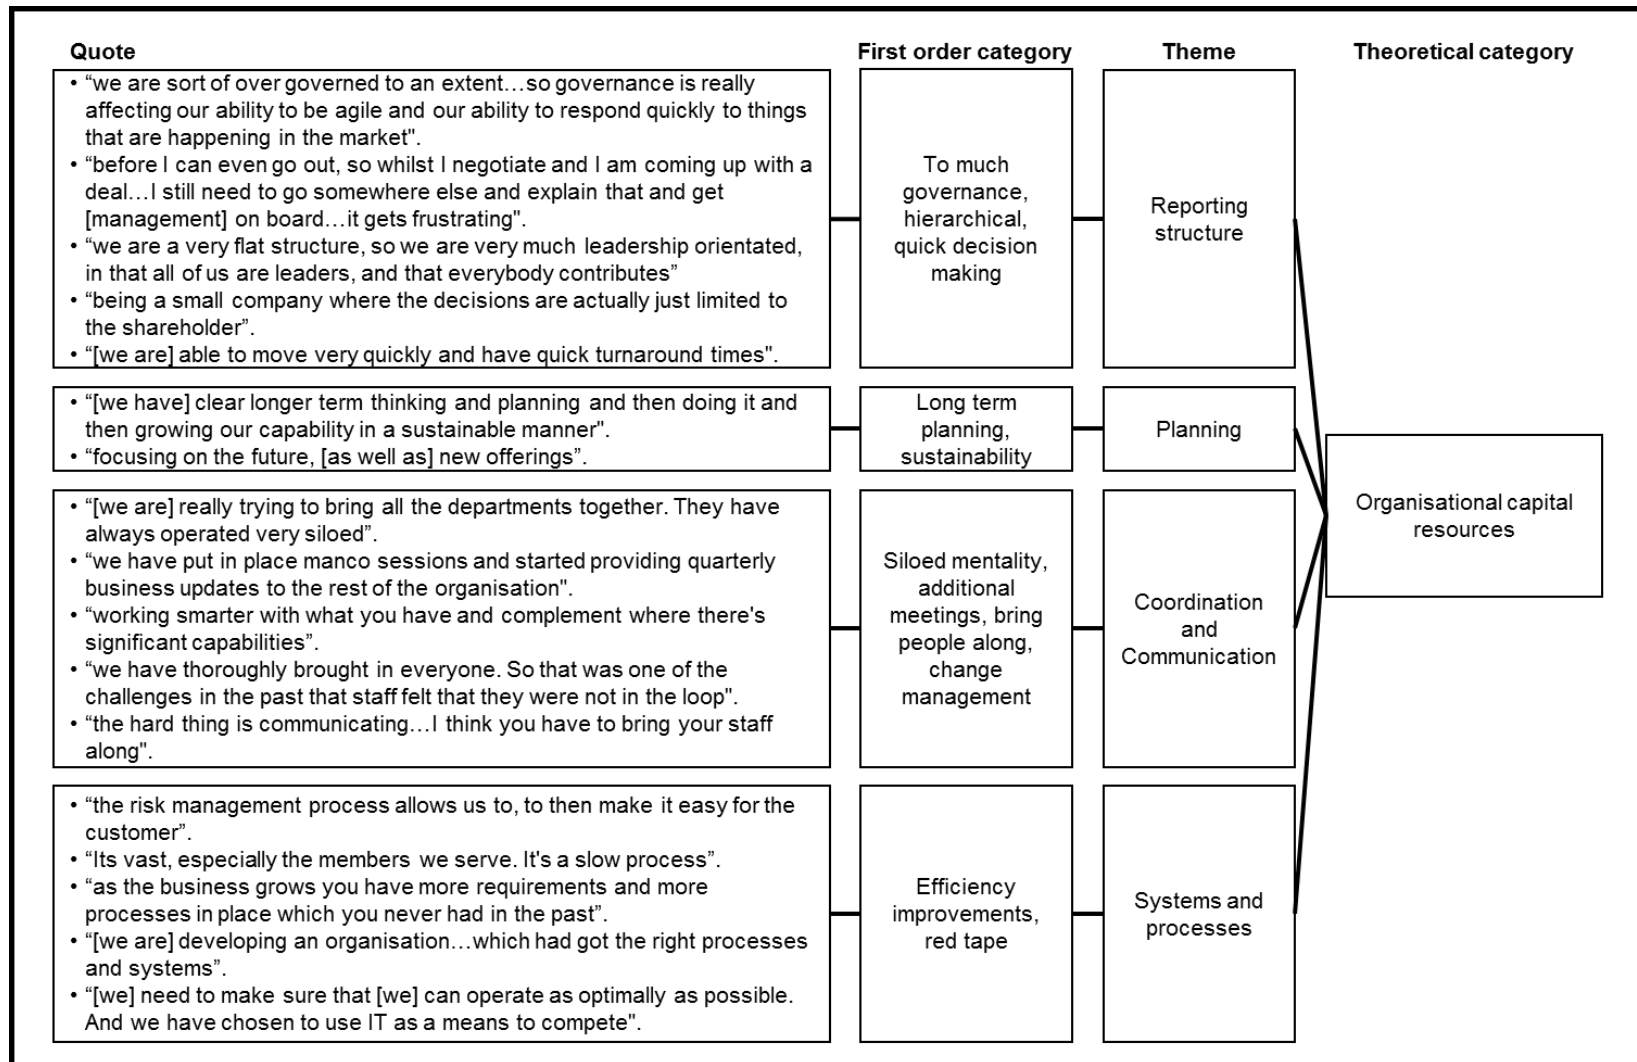 Quote
First order category
Theme
Theoretical category
• “we are sort of over governed to an extent…so governance is really
affecting our ability to be agile and our ability to respond quickly to things
that are happening in the market".
• “before I can even go out, so whilst I negotiate and I am coming up with a
deal…I still need to go somewhere else and explain that and get
[management] on board…it gets frustrating".
• “we are a very flat structure, so we are very much leadership orientated,
in that all of us are leaders, and that everybody contributes”
• “being a small company where the decisions are actually just limited to
the shareholder”.
• “[we are] able to move very quickly and have quick turnaround times".
To much
governance,
hierarchical,
quick decision
making
Reporting
structure
• “[we have] clear longer term thinking and planning and then doing it and
then growing our capability in a sustainable manner".
• “focusing on the future, [as well as] new offerings”.
Long term
planning,
sustainability
Planning
• “[we are] really trying to bring all the departments together. They have
always operated very siloed”.
• “we have put in place manco sessions and started providing quarterly
business updates to the rest of the organisation".
• “working smarter with what you have and complement where there's
significant capabilities”.
• “we have thoroughly brought in everyone. So that was one of the
challenges in the past that staff felt that they were not in the loop".
• “the hard thing is communicating…I think you have to bring your staff
along".
Siloed mentality,
additional
meetings, bring
people along,
change
management
Coordination
and
Communication
• “the risk management process allows us to, to then make it easy for the
customer”.
• “Its vast, especially the members we serve. It's a slow process”.
• “as the business grows you have more requirements and more
processes in place which you never had in the past”.
• “[we are] developing an organisation…which had got the right processes
and systems”.
• “[we] need to make sure that [we] can operate as optimally as possible.
And we have chosen to use IT as a means to compete".
Efficiency
improvements,
red tape
Systems and
processes
Organisational capital
resources